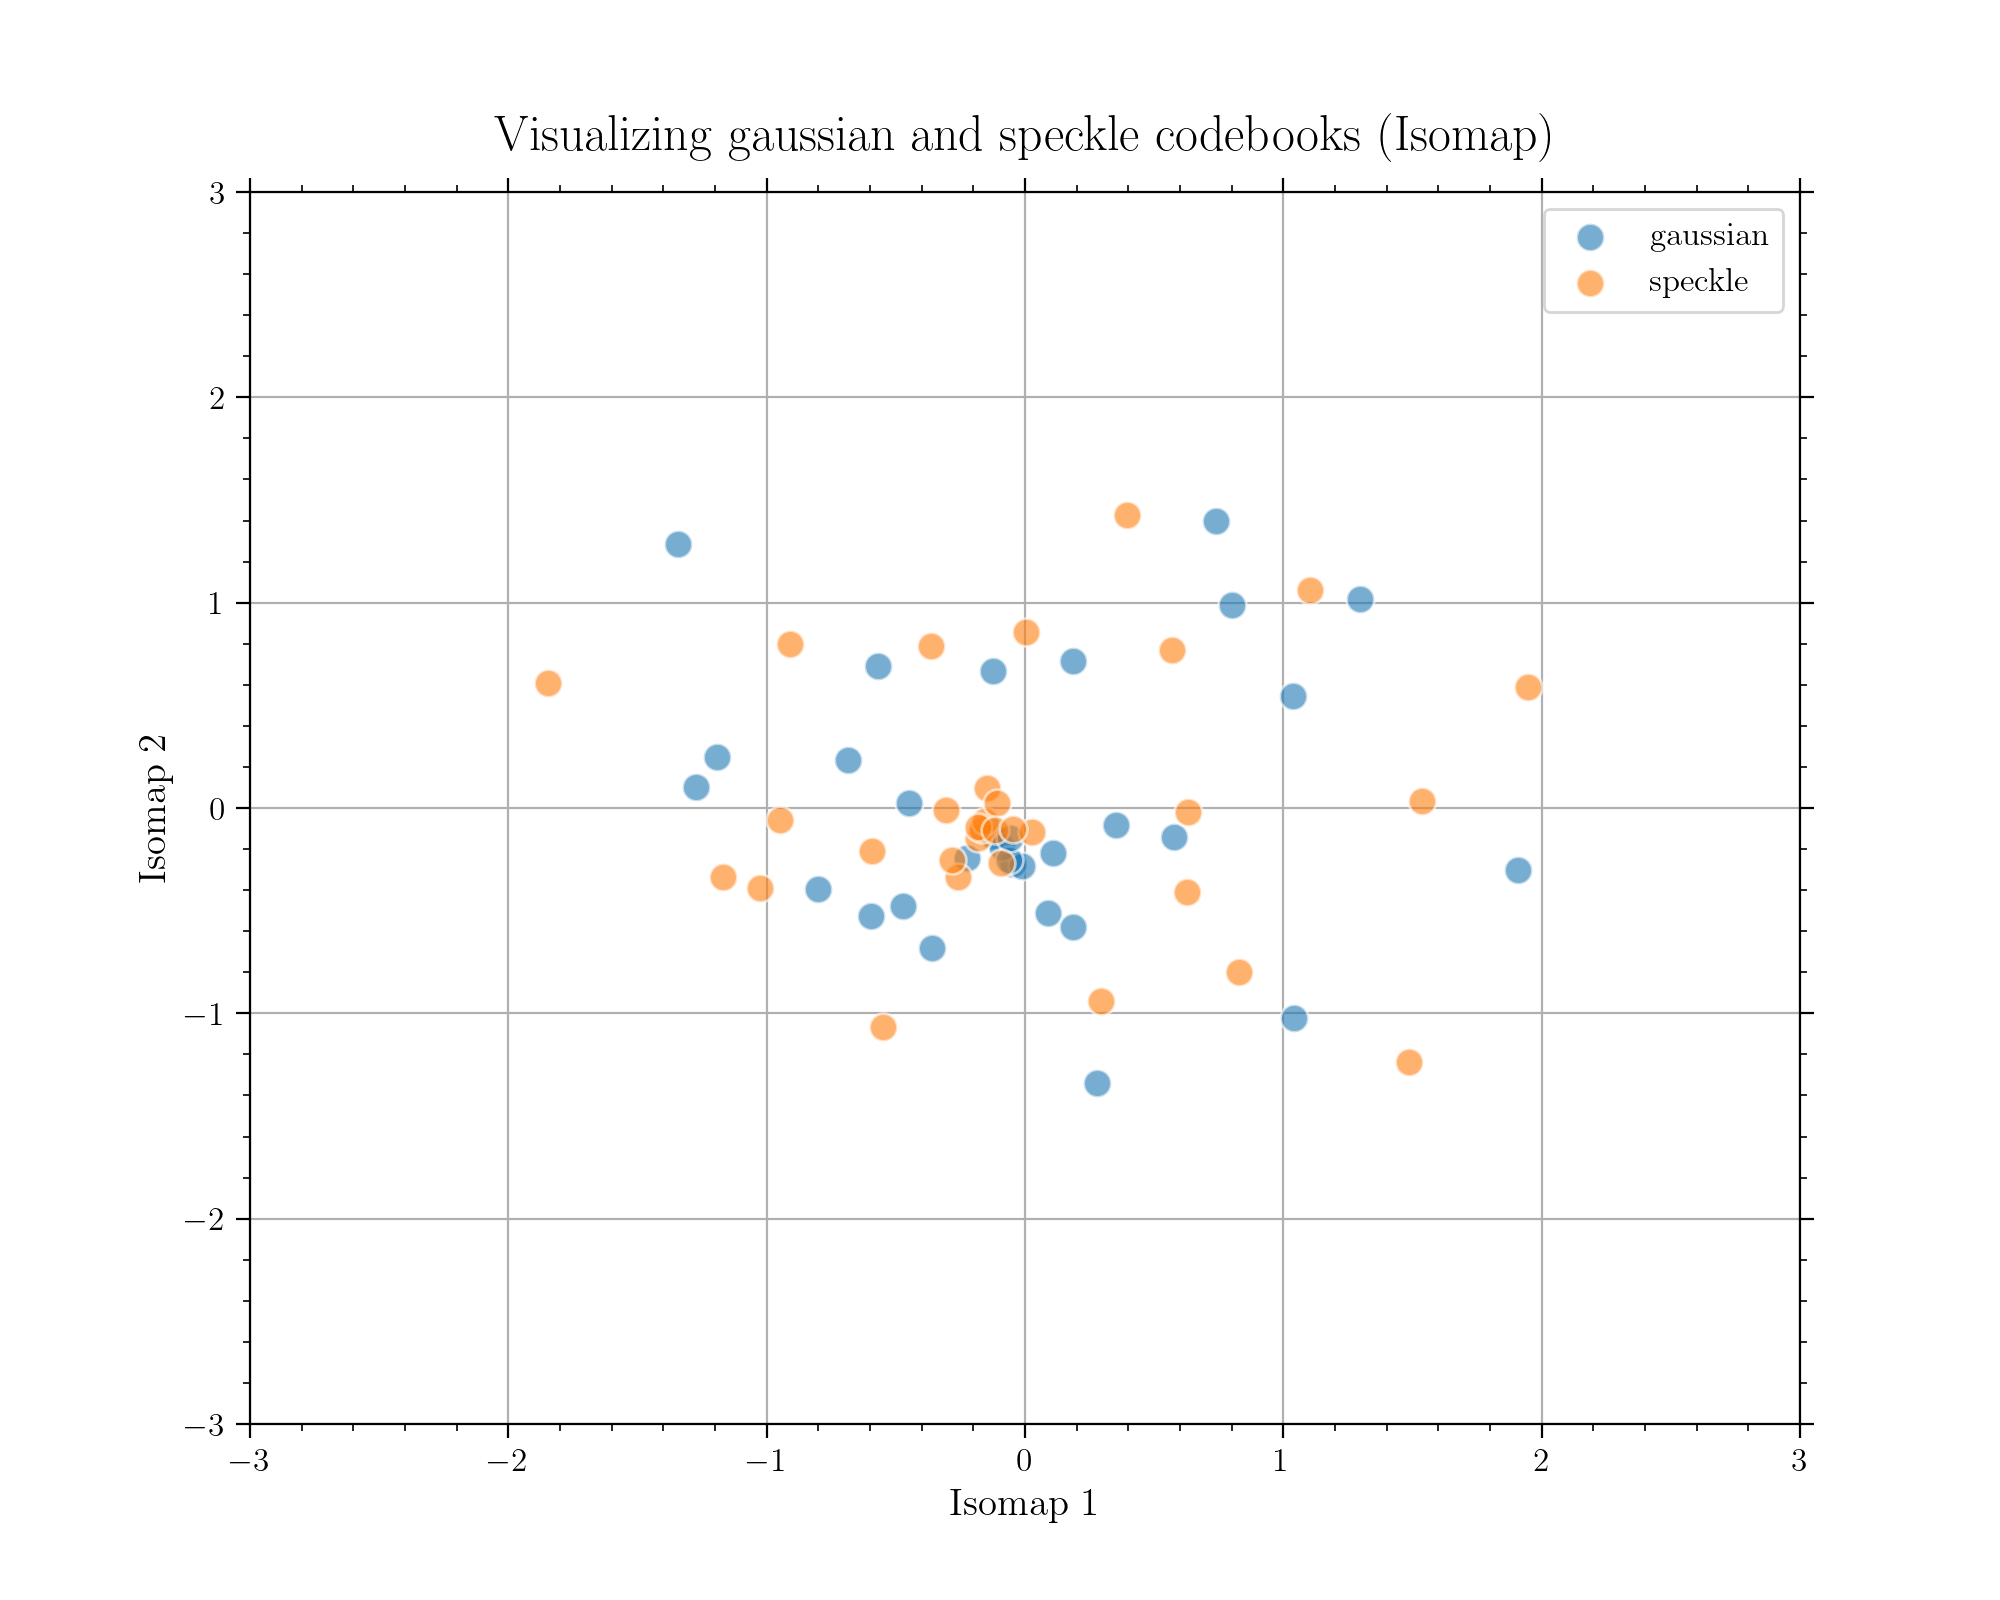 Visualizing gaussian and speckle codebooks (Isomap)
gaussian
speckle
3
2
1
0
−1
−2
−3
Isomap 2
−3
−2
−1
0
1
2
3
Isomap 1